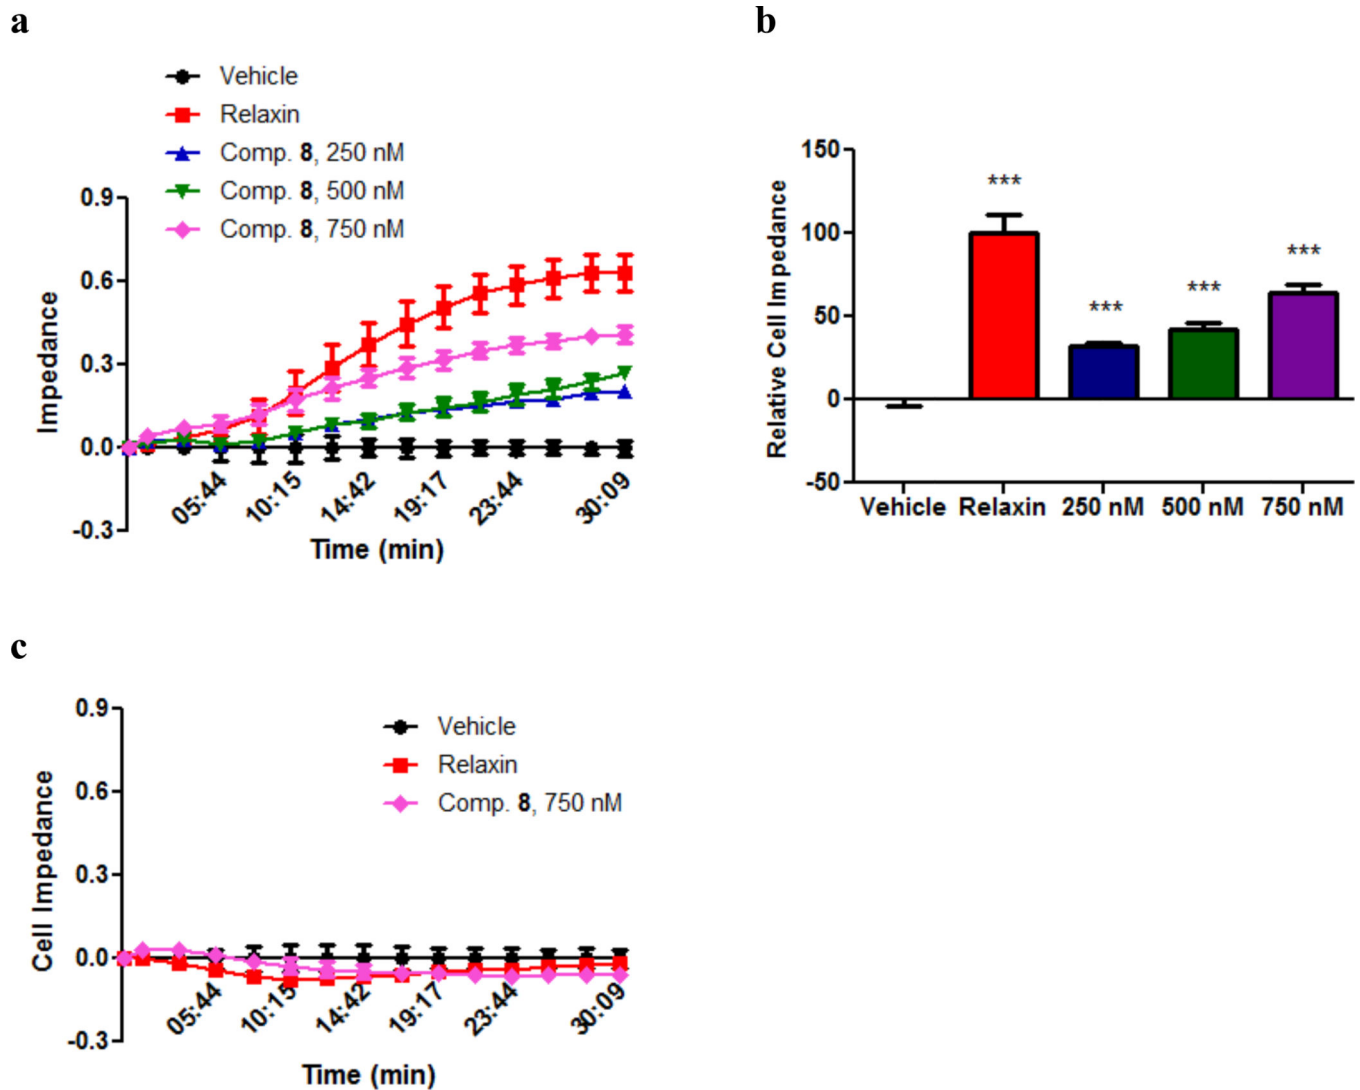 a
Vehicle
Relaxin
Comp. 8, 250 nM
Comp. 8, 500 nM
Comp. 8, 750 nM
0.9
0.6
0.3
0.0
-0.3
Impedance
05:44 10:15 14:42 19:17 23:44 30:09
Time (min)
b
150
100
50
0
-50
Relative Cell Impedance
***
***
***
***
Vehicle Relaxin 250 nM 500 nM 750 nM
c
Vehicle
Relaxin
Comp. 8, 750 nM
0.9
0.6
0.3
0.0
-0.3
Cell Impedance
05:44 10:15 14:42 19:17 23:44 30:09
Time (min)